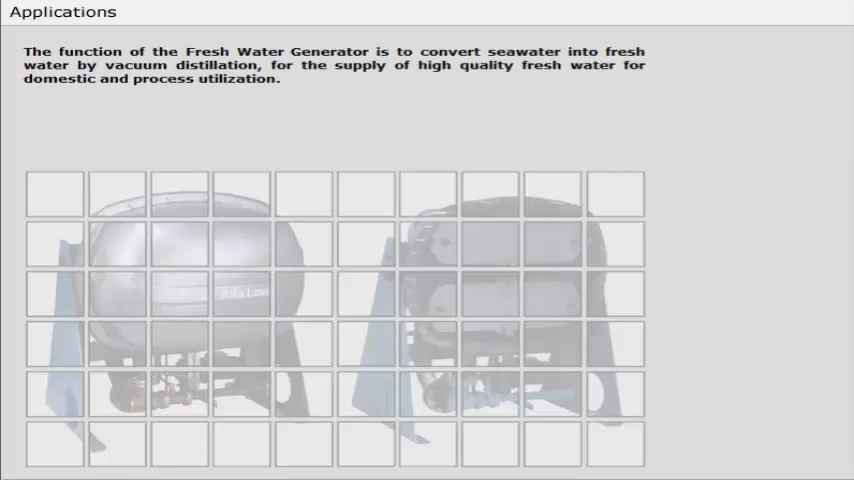 Applications
The function of the Fresh Water Generator is to convert seawater into fresh
water by vacuum distillation, for the supply of high quality fresh water for
domestic and process utilization.
Alfa Laval